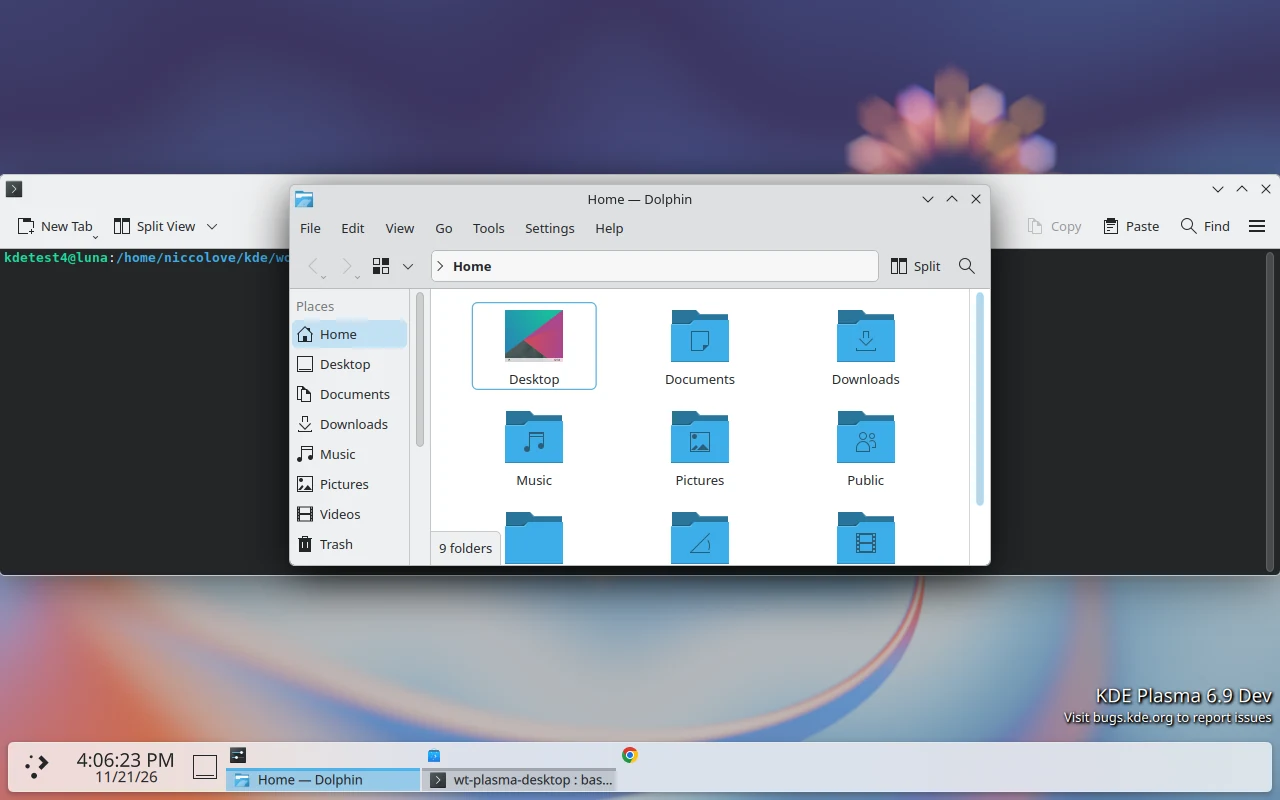 New Tab
Split View
Copy
Paste
Find
kdetest4@luna:/home/niccolove/kde/wo
Home — Dolphin
File
Edit
View
Go
Tools
Settings
Help
Home
Split
Places
Home
Desktop
Documents
Downloads
Music
Pictures
Videos
Trash
Desktop
Documents
Downloads
Music
Pictures
Public
9 folders
KDE Plasma 6.9 Dev
Visit bugs.kde.org to report issues
4:06:23 PM
11/21/26
Home — Dolphin
wt-plasma-desktop : bas...